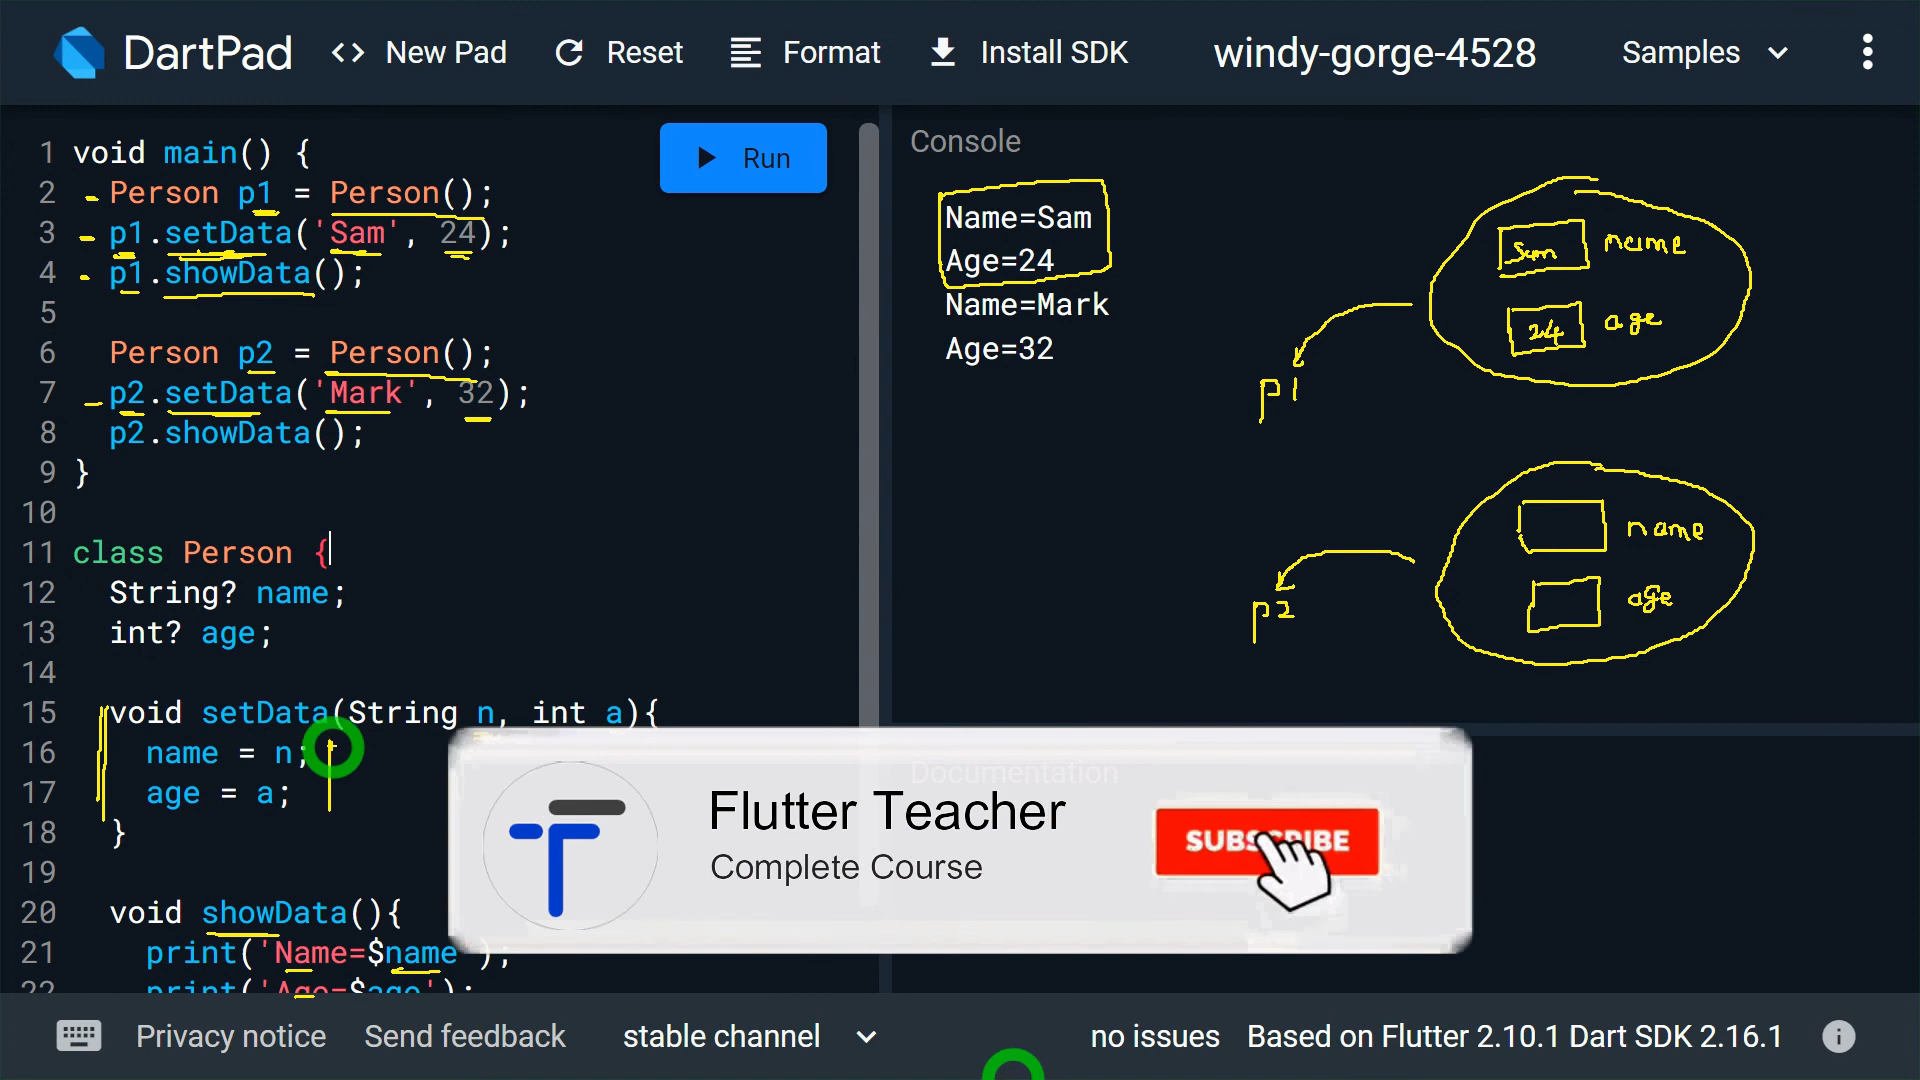 DartPad <> New Pad Reset Format Install SDK windy-gorge-4528 Samples
1 void main() {
2 Person p1 = Person();
3 p1.setData('Sam', 24);
4 p1.showData();
5
6 Person p2 = Person();
7 p2.setData('Mark', 32);
8 p2.showData();
9 }
10
11 class Person {
12 String? name;
13 int? age;
14
15 void setData(String n, int a){
16 name = n;
17 age = a;
18 }
19
20 void showData(){
21 print('Name=$name');
22 print('Age=$age');
Run
Console
Name=Sam
Age=24
Name=Mark
Age=32
Sam name
24 age
p1
name
age
p2
Documentation
Flutter Teacher
Complete Course
SUBSCRIBE
Privacy notice Send feedback stable channel no issues Based on Flutter 2.10.1 Dart SDK 2.16.1